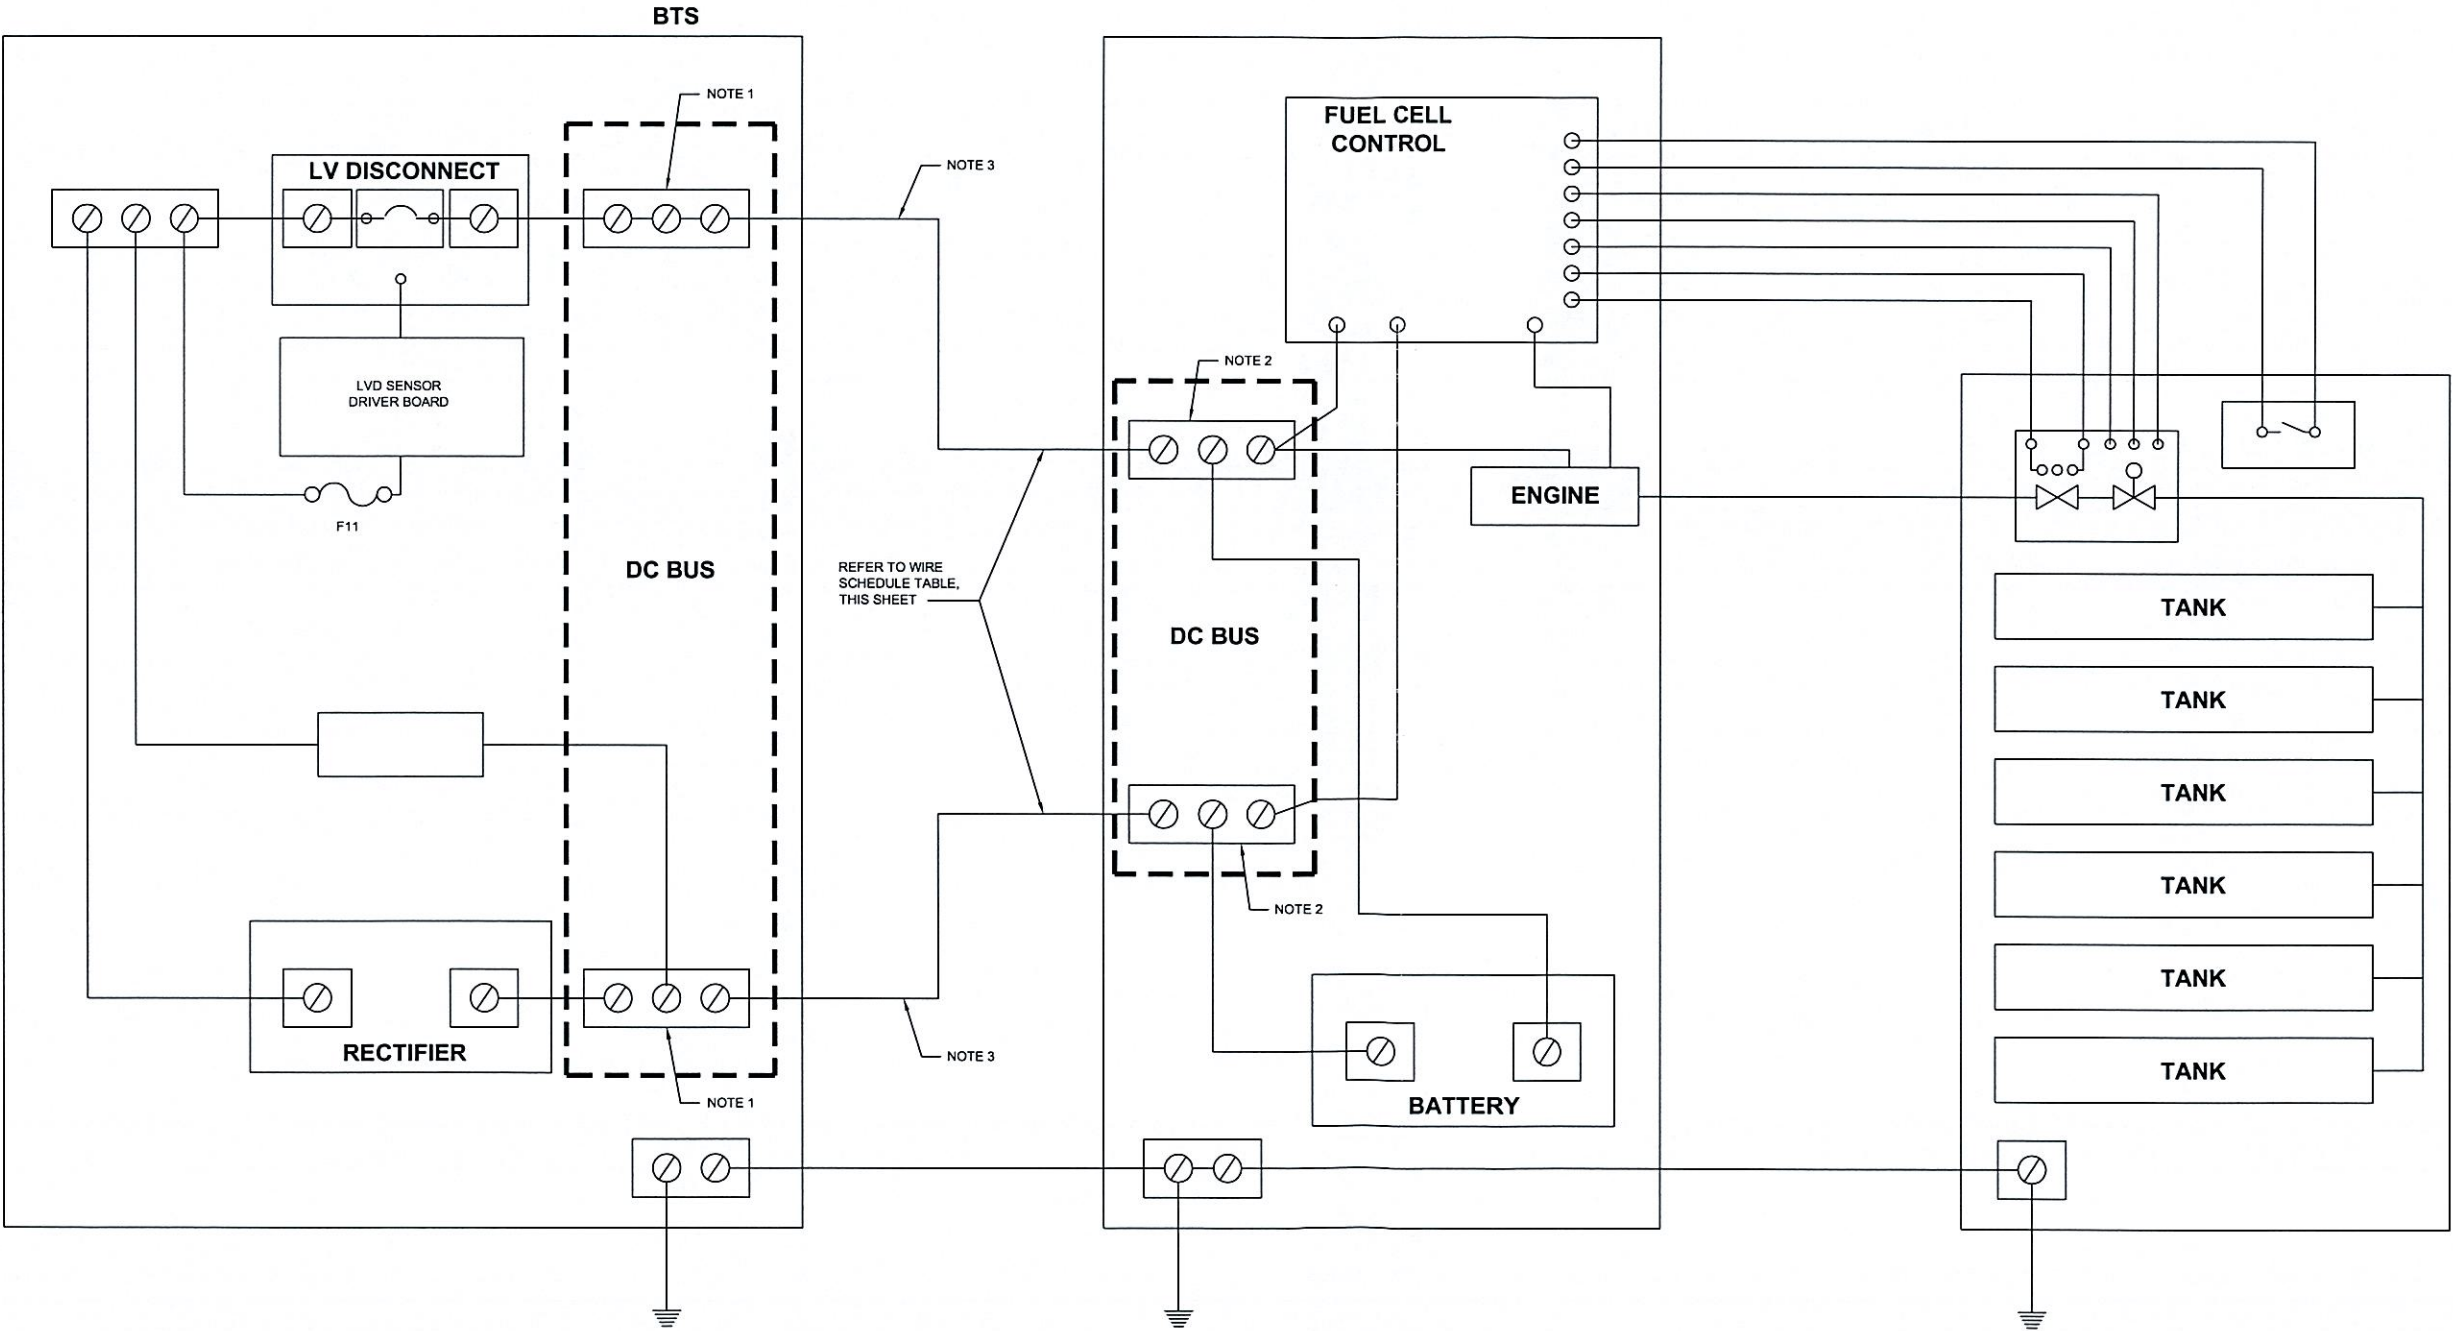 BTS
NOTE 1
FUEL CELL
CONTROL
LV DISCONNECT
NOTE 3
NOTE 2
LVD SENSOR
DRIVER BOARD
ENGINE
F11
DC BUS
REFER TO WIRE
SCHEDULE TABLE,
THIS SHEET
DC BUS
TANK
TANK
TANK
TANK
TANK
TANK
NOTE 2
RECTIFIER
NOTE 3
NOTE 1
BATTERY